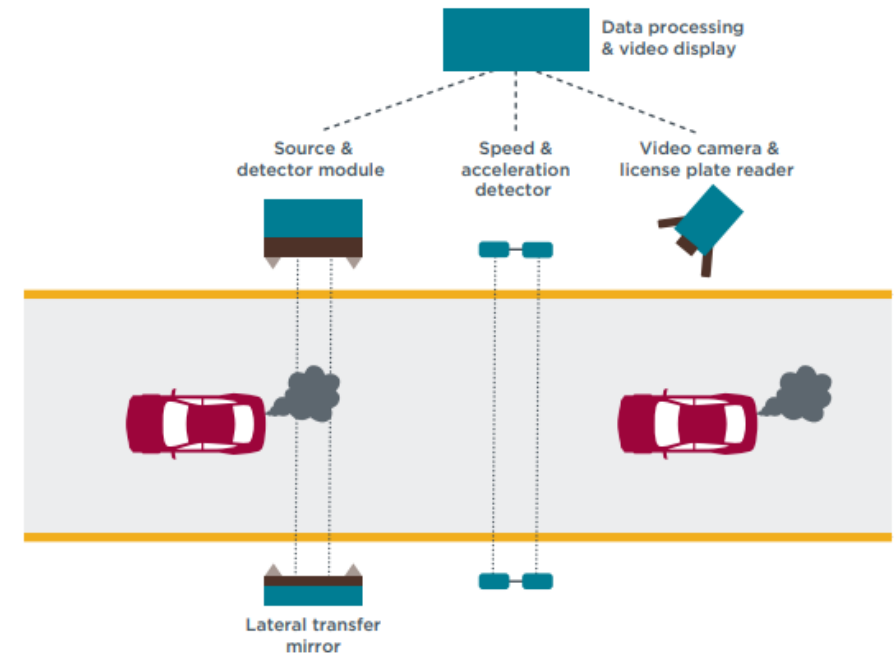 Data processing
& video display
Source &
detector module
Speed &
acceleration
detector
Video camera &
license plate reader
Lateral transfer
mirror